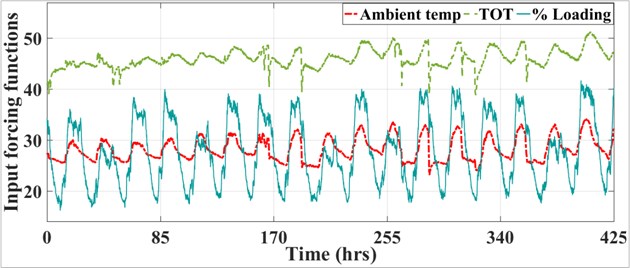 Ambient temp TOT % Loading
Input forcing functions
50
40
30
20
0 85 170 255 340 425
Time (hrs)